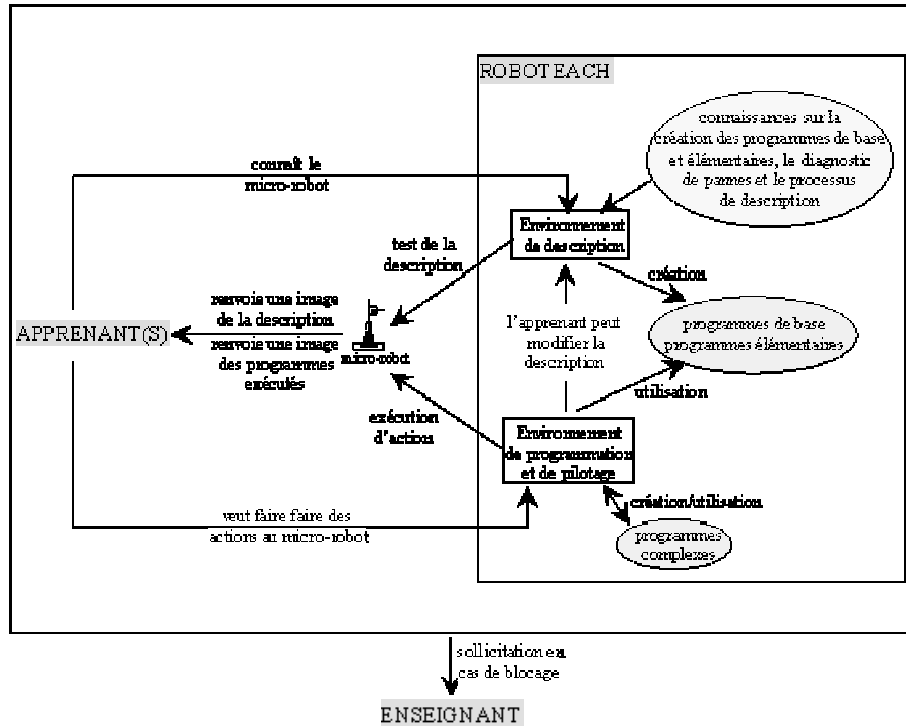 ROBOTEACH
connaissances sur la
création des programmes de base
et élémentaires, le diagnostic
de pannes et le processus
de description
connaît le
micro-robot
Environnement
de description
test de la
description
création
renvoie une image
de la description
APPRENANT(S)
renvoie une image
des programmes
exécutés
micro-robot
l'apprenant peut
modifier la
description
programmes de base
programmes élémentaires
utilisation
exécution
d'actions
Environnement
de programmation
et de pilotage
création/utilisation
veut faire faire des
actions au micro-robot
programmes
complexes
sollicitation en
cas de blocage
ENSEIGNANT